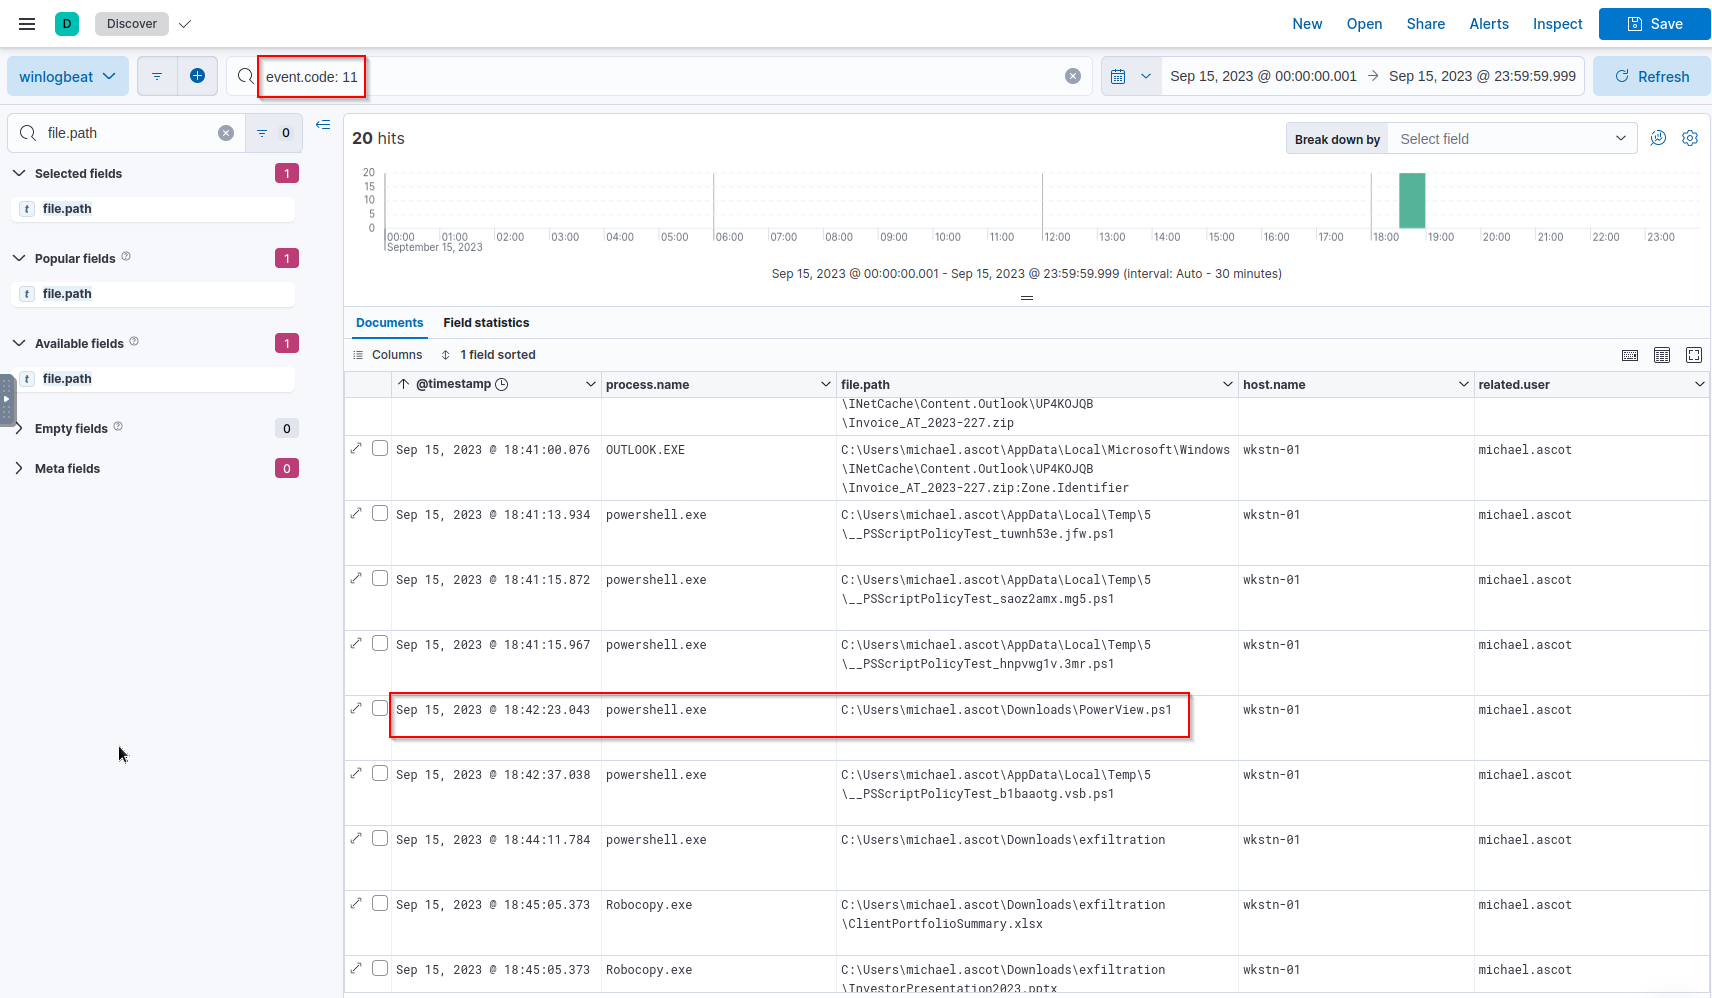 D
Discover
New
Open
Share
Alerts
Inspect
Save
winlogbeat
event.code: 11
Sep 15, 2023 @ 00:00:00.001 → Sep 15, 2023 @ 23:59:59.999
Refresh
file.path
0
Selected fields
1
t file.path
Popular fields
1
t file.path
Available fields
1
t file.path
Empty fields
0
Meta fields
0
20 hits
Break down by
Select field
20
15
10
5
0
00:00 01:00 02:00 03:00 04:00 05:00 06:00 07:00 08:00 09:00 10:00 11:00 12:00 13:00 14:00 15:00 16:00 17:00 18:00 19:00 20:00 21:00 22:00 23:00
September 15, 2023
Sep 15, 2023 @ 00:00:00.001 - Sep 15, 2023 @ 23:59:59.999 (interval: Auto - 30 minutes)
Documents
Field statistics
Columns
1 field sorted
@timestamp process.name file.path host.name related.user
\INetCache\Content.Outlook\UP4KOJQB
\Invoice_AT_2023-227.zip
Sep 15, 2023 @ 18:41:00.076 OUTLOOK.EXE C:\Users\michael.ascot\AppData\Local\Microsoft\Windows wkstn-01 michael.ascot
\INetCache\Content.Outlook\UP4KOJQB
\Invoice_AT_2023-227.zip:Zone.Identifier
Sep 15, 2023 @ 18:41:13.934 powershell.exe C:\Users\michael.ascot\AppData\Local\Temp\5 wkstn-01 michael.ascot
\__PSScriptPolicyTest_tuwnh53e.jfw.ps1
Sep 15, 2023 @ 18:41:15.872 powershell.exe C:\Users\michael.ascot\AppData\Local\Temp\5 wkstn-01 michael.ascot
\__PSScriptPolicyTest_saoz2amx.mg5.ps1
Sep 15, 2023 @ 18:41:15.967 powershell.exe C:\Users\michael.ascot\AppData\Local\Temp\5 wkstn-01 michael.ascot
\__PSScriptPolicyTest_hnpvwg1v.3mr.ps1
Sep 15, 2023 @ 18:42:23.043 powershell.exe C:\Users\michael.ascot\Downloads\PowerView.ps1 wkstn-01 michael.ascot
Sep 15, 2023 @ 18:42:37.038 powershell.exe C:\Users\michael.ascot\AppData\Local\Temp\5 wkstn-01 michael.ascot
\__PSScriptPolicyTest_b1baaotg.vsb.ps1
Sep 15, 2023 @ 18:44:11.784 powershell.exe C:\Users\michael.ascot\Downloads\exfiltration wkstn-01 michael.ascot
Sep 15, 2023 @ 18:45:05.373 Robocopy.exe C:\Users\michael.ascot\Downloads\exfiltration wkstn-01 michael.ascot
\ClientPortfolioSummary.xlsx
Sep 15, 2023 @ 18:45:05.373 Robocopy.exe C:\Users\michael.ascot\Downloads\exfiltration wkstn-01 michael.ascot
\InvestorPresentation2023.pptx